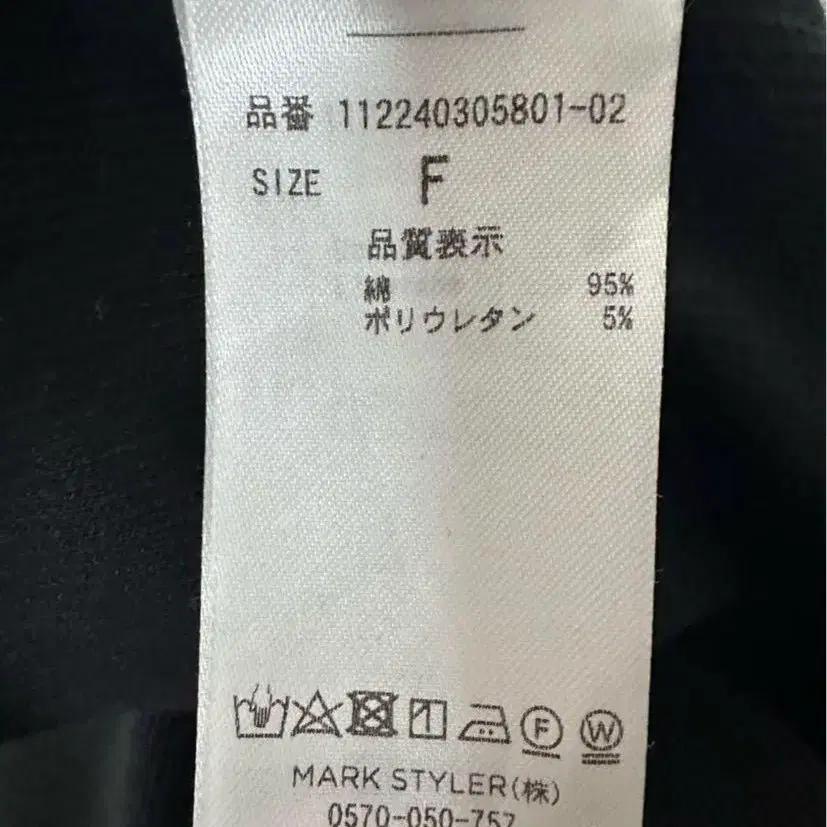 品番 112240305801-02
SIZE F
品質表示
綿 95%
ポリウレタン 5%
F W
MARK STYLER(株)
0570-050-757